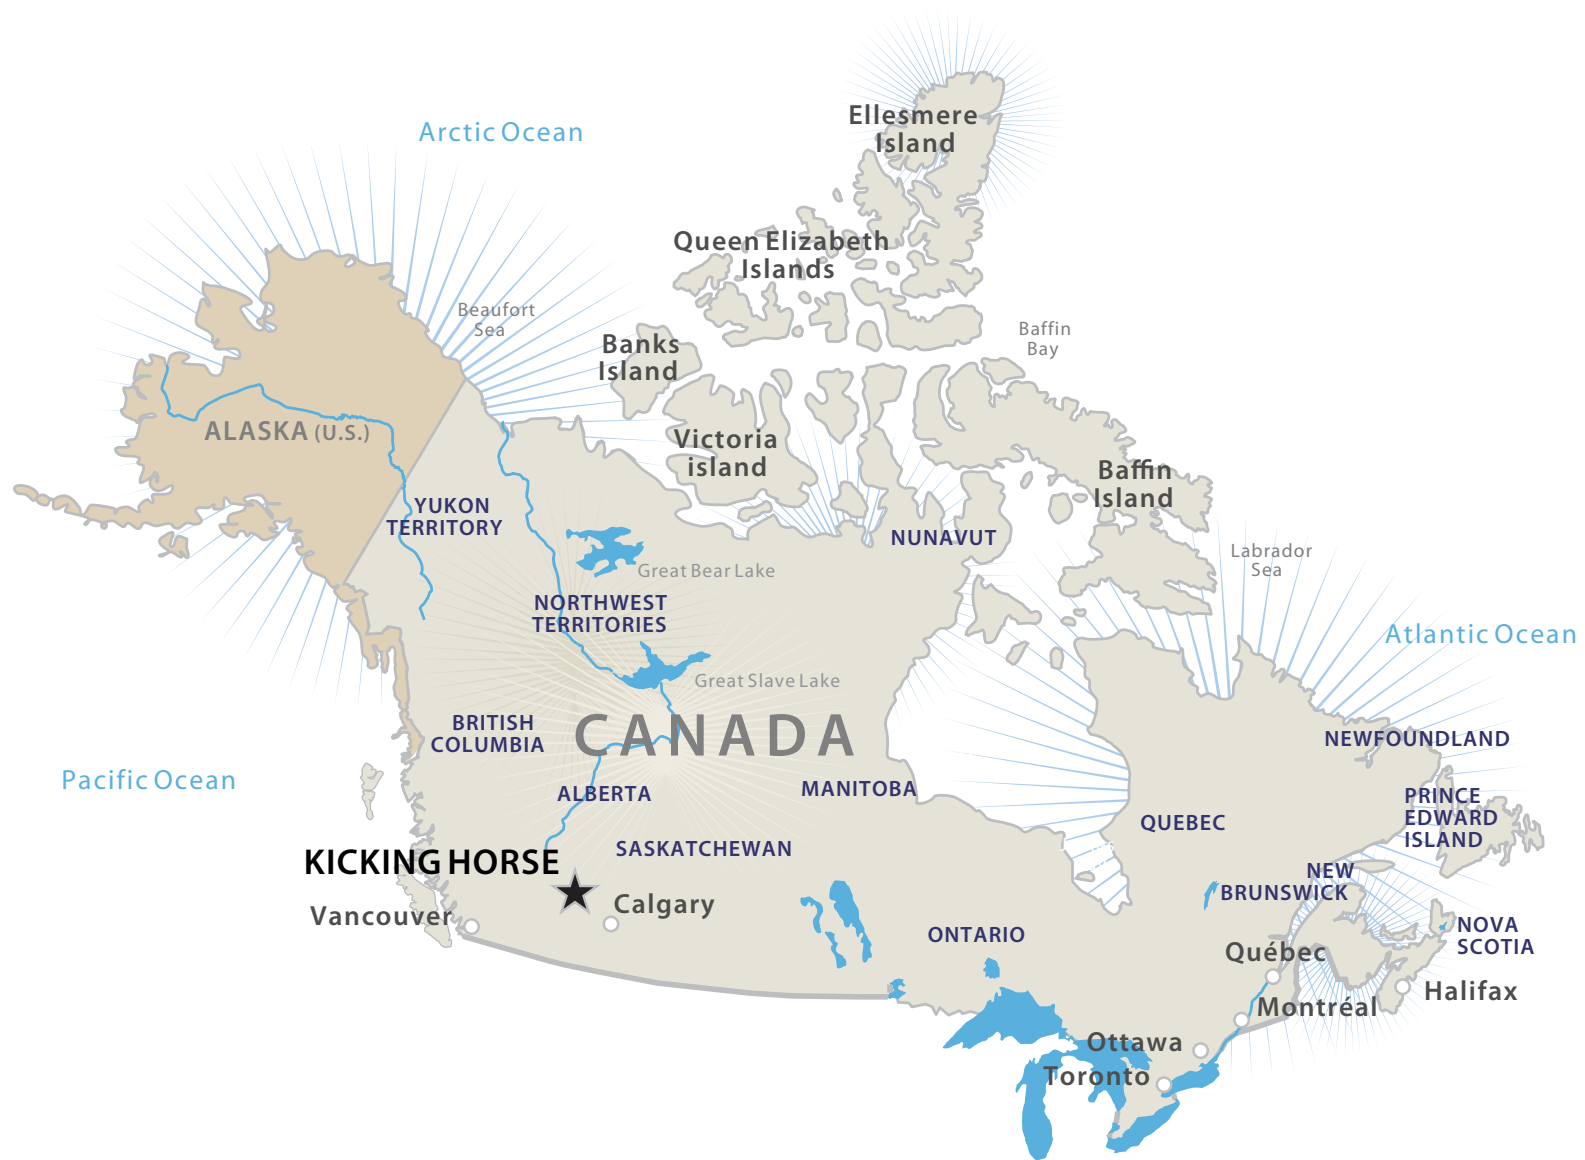 Ellesmere
Island
Arctic Ocean
Queen Elizabeth
Islands
Beaufort
Sea
Baffin
Bay
Banks
Island
ALASKA (U.S.)
Victoria
island
Baffin
Island
YUKON
TERRITORY
NUNAVUT
Labrador
Sea
Great Bear Lake
NORTHWEST
TERRITORIES
Atlantic Ocean
Great Slave Lake
BRITISH
COLUMBIA
CANADA
NEWFOUNDLAND
Pacific Ocean
ALBERTA
MANITOBA
PRINCE
EDWARD
ISLAND
QUEBEC
SASKATCHEWAN
KICKING HORSE
NEW
BRUNSWICK
Vancouver
Calgary
ONTARIO
NOVA
SCOTIA
Québec
Halifax
Montréal
Ottawa
Toronto